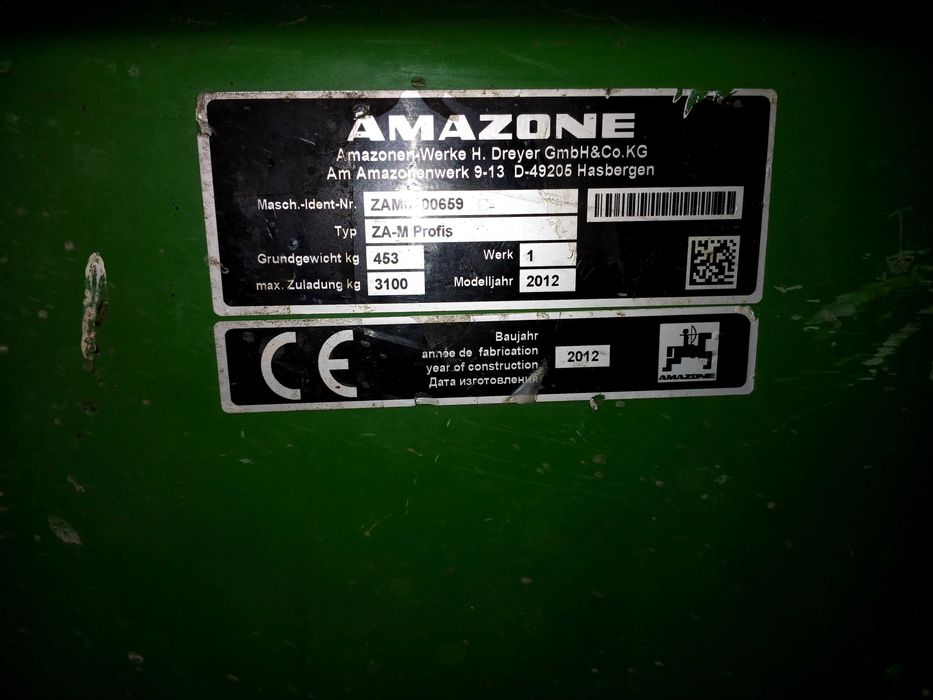 AMAZONE
Amazonen-Werke H. Dreyer GmbH&Co.KG
Am Amazonenwerk 9-13 D-49205 Hasbergen
Masch.-Ident-Nr.
Typ ZA-M Profis
Grundgewicht kg 453 Werk 1
max. Zuladung kg 3100 Modelljahr 2012
CE
Baujahr
année de fabrication
year of construction 2012
Дата изготовления
AMAZONE